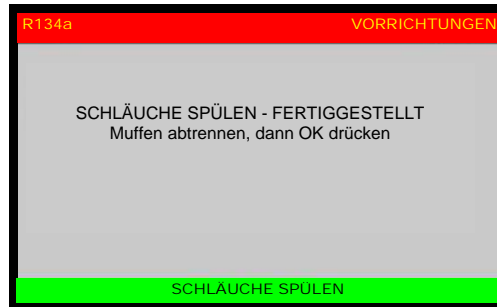 R134a VORRICHTUNGEN
SCHLÄUCHE SPÜLEN - FERTIGGESTELLT
Muffen abtrennen, dann OK drücken
SCHLÄUCHE SPÜLEN